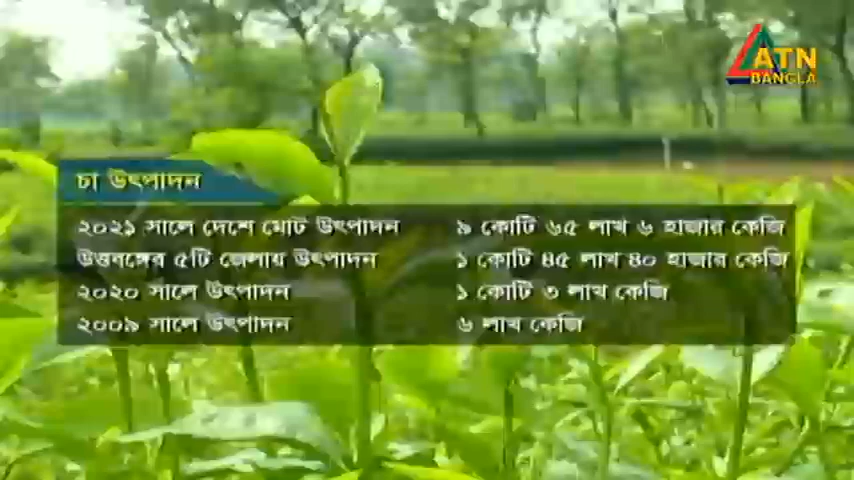 ATN
BANGLA
চা উৎপাদন
২০২১ সালে দেশে মোট উৎপাদন ৯ কোটি ৬৫ লাখ ৬ হাজার কেজি
উত্তবঙ্গের ৫টি জেলায় উৎপাদন ১ কোটি ৪৫ লাখ ৪০ হাজার কেজি
২০২০ সালে উৎপাদন ১ কোটি ৩ লাখ কেজি
২০০৯ সালে উৎপাদন ৬ লাখ কেজি